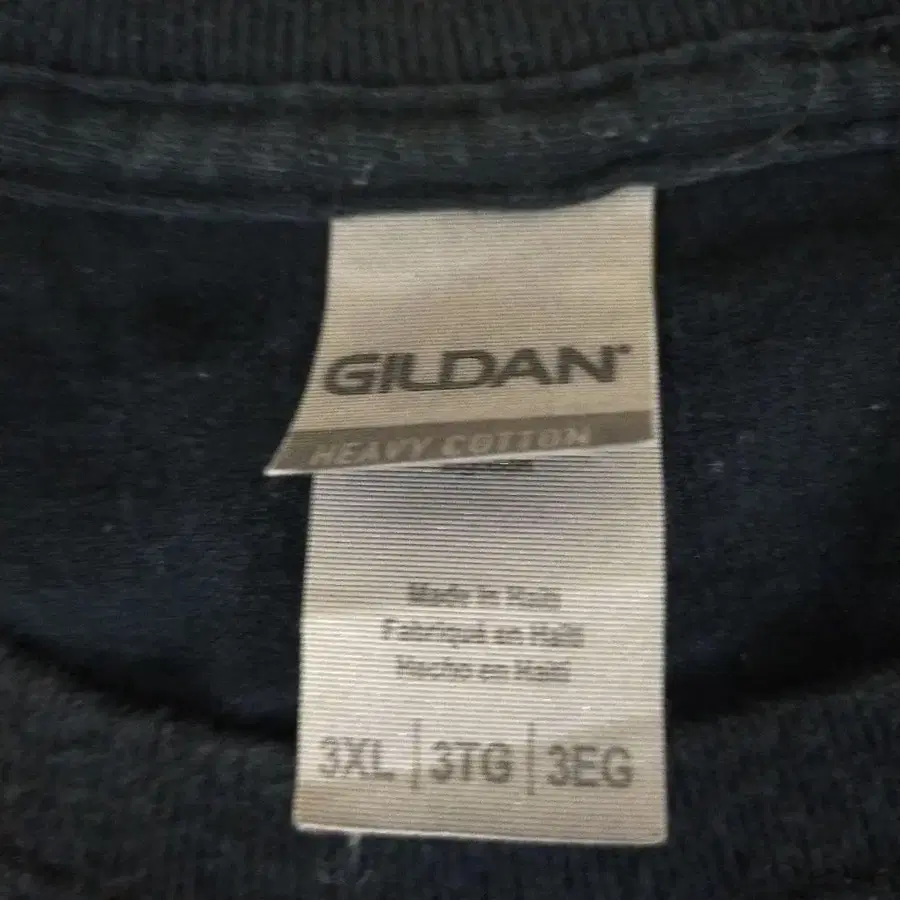 GILDAN®
HEAVY COTTON
Made in Haiti
Fabriqué en Haïti
Hecho en Haití
3XL | 3TG | 3EG